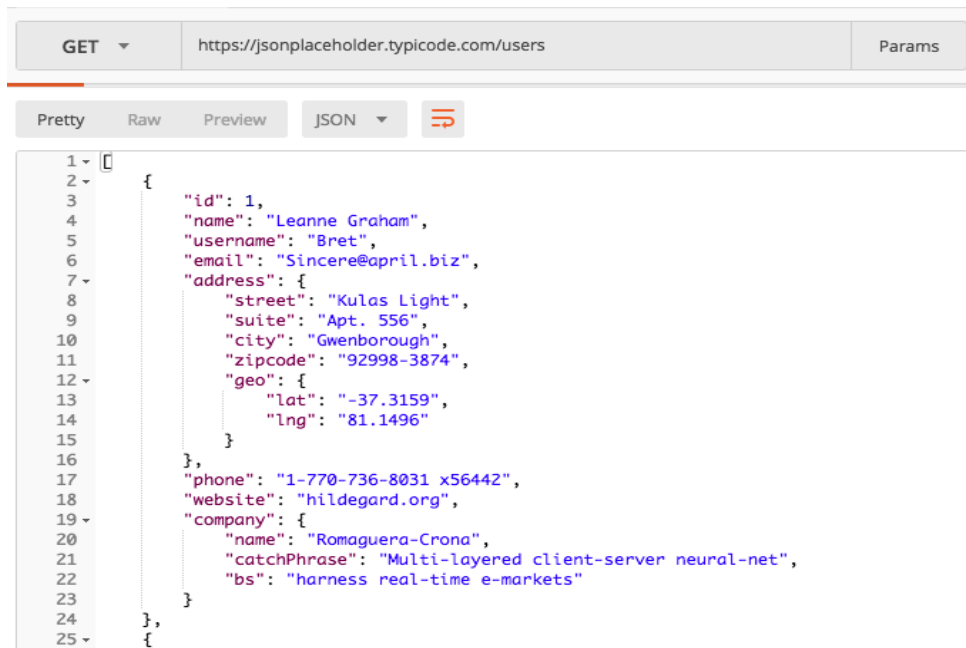 GET https://jsonplaceholder.typicode.com/users Params
Pretty Raw Preview JSON
1 [
2 {
3 "id": 1,
4 "name": "Leanne Graham",
5 "username": "Bret",
6 "email": "Sincere@april.biz",
7 "address": {
8 "street": "Kulas Light",
9 "suite": "Apt. 556",
10 "city": "Gwenborough",
11 "zipcode": "92998-3874",
12 "geo": {
13 "lat": "-37.3159",
14 "lng": "81.1496"
15 }
16 },
17 "phone": "1-770-736-8031 x56442",
18 "website": "hildegard.org",
19 "company": {
20 "name": "Romaguera-Crona",
21 "catchPhrase": "Multi-layered client-server neural-net",
22 "bs": "harness real-time e-markets"
23 }
24 },
25 {